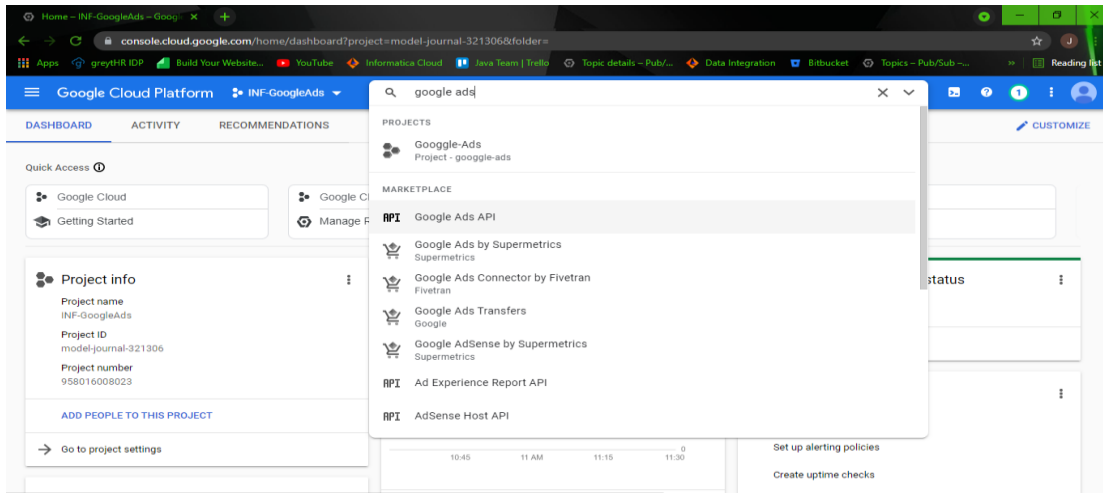 Home – INF-GoogleAds – Googl
console.cloud.google.com/home/dashboard?project=model-journal-321306&folder=
J
Apps greytHR IDP Build Your Website... YouTube Informatica Cloud Java Team | Trello Topic details – Pub/... Data Integration Bitbucket Topics – Pub/Sub –... » Reading list
Google Cloud Platform INF-GoogleAds google ads 1
DASHBOARD ACTIVITY RECOMMENDATIONS CUSTOMIZE
PROJECTS
Googgle-Ads
Project - googgle-ads
Quick Access
MARKETPLACE
Google Cloud Google Cl
API Google Ads API
Getting Started Manage R
Google Ads by Supermetrics
Supermetrics
Google Ads Connector by Fivetran
Fivetran
Google Ads Transfers
Google
Google AdSense by Supermetrics
Supermetrics
API Ad Experience Report API
API AdSense Host API
Project info
Project name
INF-GoogleAds
Project ID
model-journal-321306
Project number
958016008023
ADD PEOPLE TO THIS PROJECT
Go to project settings
status
0
10:45 11 AM 11:15 11:30
Set up alerting policies
Create uptime checks